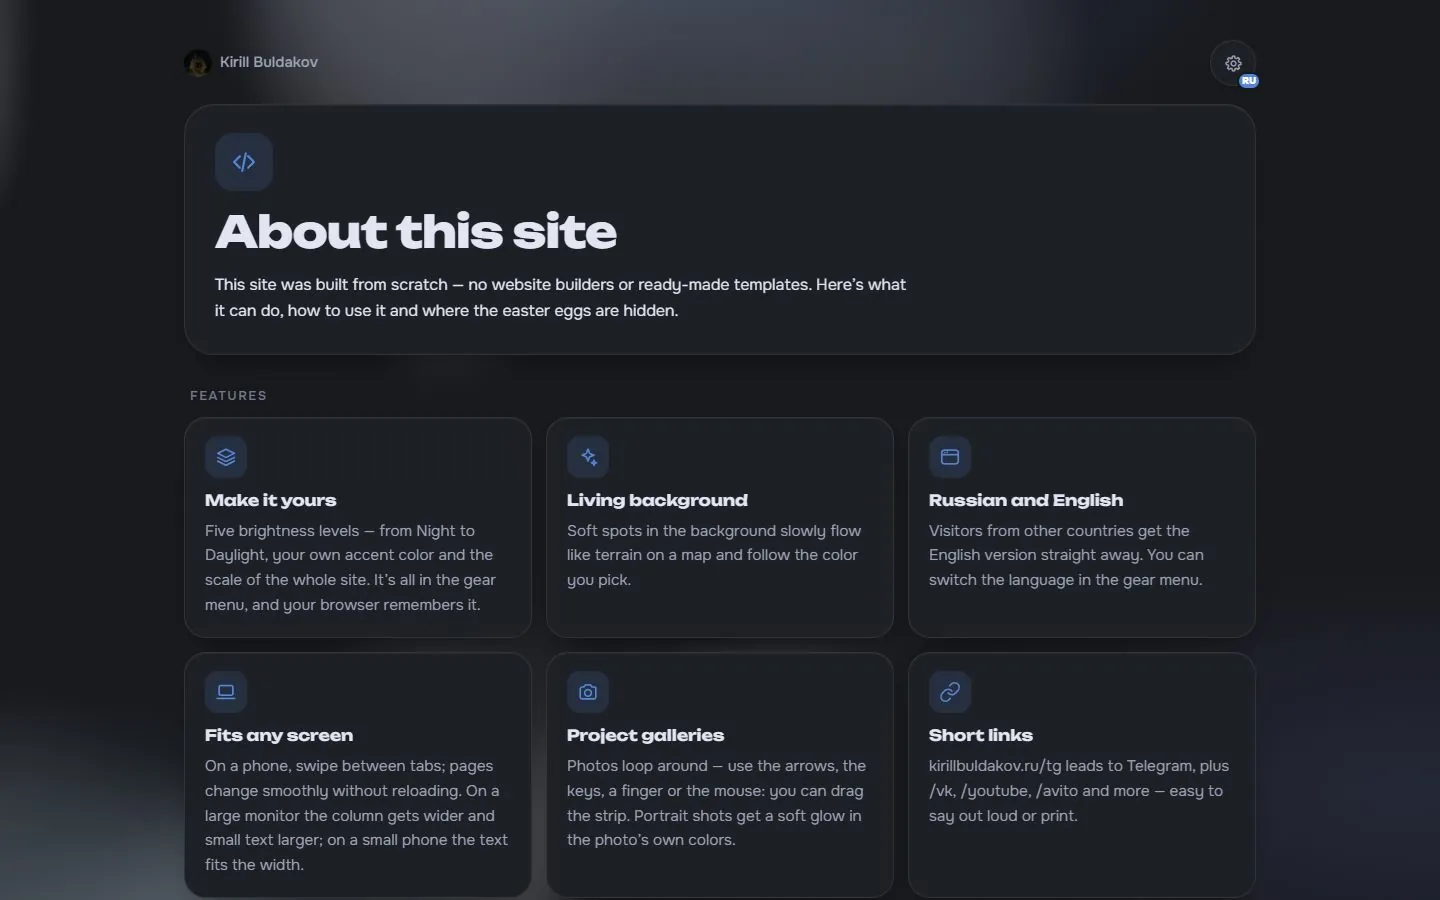 Kirill Buldakov
RU
About this site
This site was built from scratch — no website builders or ready-made templates. Here’s what
it can do, how to use it and where the easter eggs are hidden.
FEATURES
Make it yours
Five brightness levels — from Night to
Daylight, your own accent color and the
scale of the whole site. It’s all in the gear
menu, and your browser remembers it.
Living background
Soft spots in the background slowly flow
like terrain on a map and follow the color
you pick.
Russian and English
Visitors from other countries get the
English version straight away. You can
switch the language in the gear menu.
Fits any screen
On a phone, swipe between tabs; pages
change smoothly without reloading. On a
large monitor the column gets wider and
small text larger; on a small phone the text
fits the width.
Project galleries
Photos loop around — use the arrows, the
keys, a finger or the mouse: you can drag
the strip. Portrait shots get a soft glow in
the photo’s own colors.
Short links
kirillbuldakov.ru/tg leads to Telegram, plus
/vk, /youtube, /avito and more — easy to
say out loud or print.